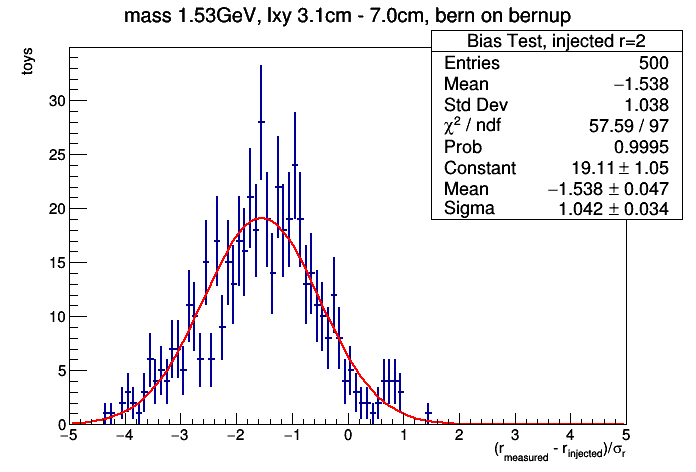 mass 1.53GeV, lxy 3.1cm - 7.0cm, bern on bernup
toys
Bias Test, injected r=2
Entries 500
Mean −1.538
Std Dev 1.038
χ² / ndf 57.59 / 97
Prob 0.9995
Constant 19.11 ± 1.05
Mean −1.538 ± 0.047
Sigma 1.042 ± 0.034
30
25
20
15
10
5
0
−5 −4 −3 −2 −1 0 1 2 3 4 5
(r_measured - r_injected)/σ_r